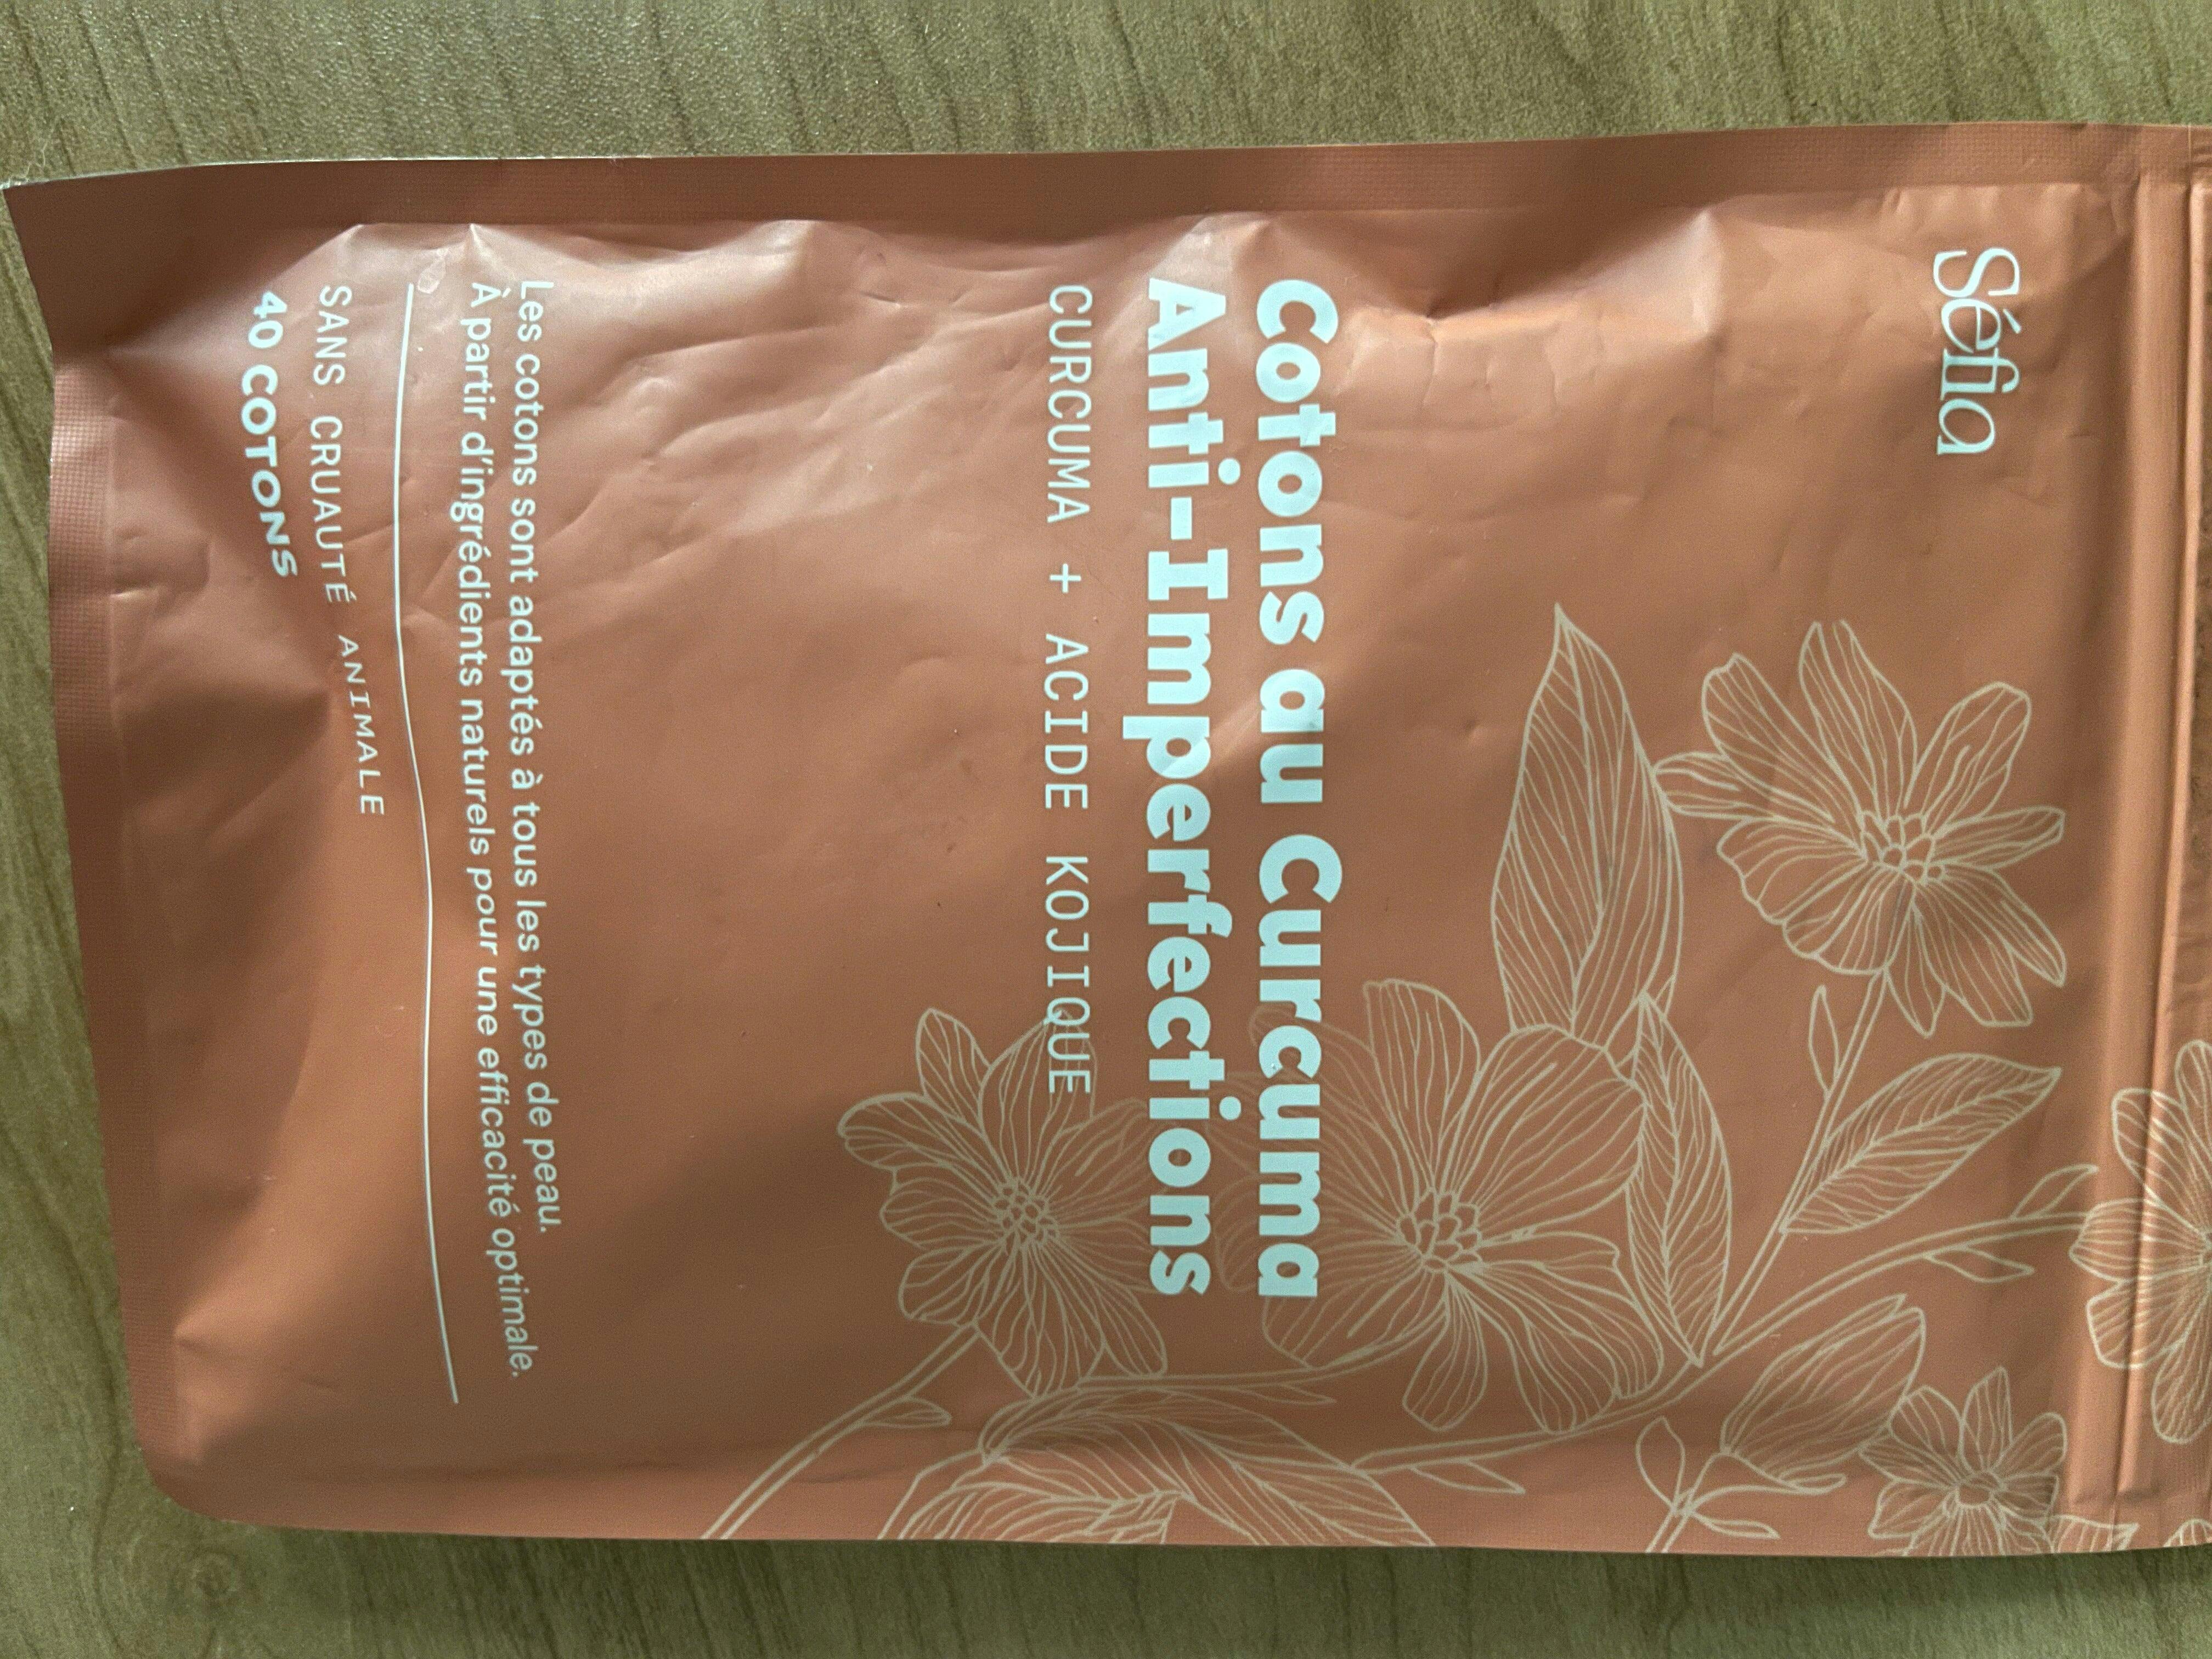 Séfia
Cotons au Curcuma
Anti-Imperfections
CURCUMA + ACIDE KOJIQUE
Les cotons sont adaptés à tous les types de peau.
À partir d'ingrédients naturels pour une efficacité optimale.
SANS CRUAUTÉ ANIMALE
40 COTONS